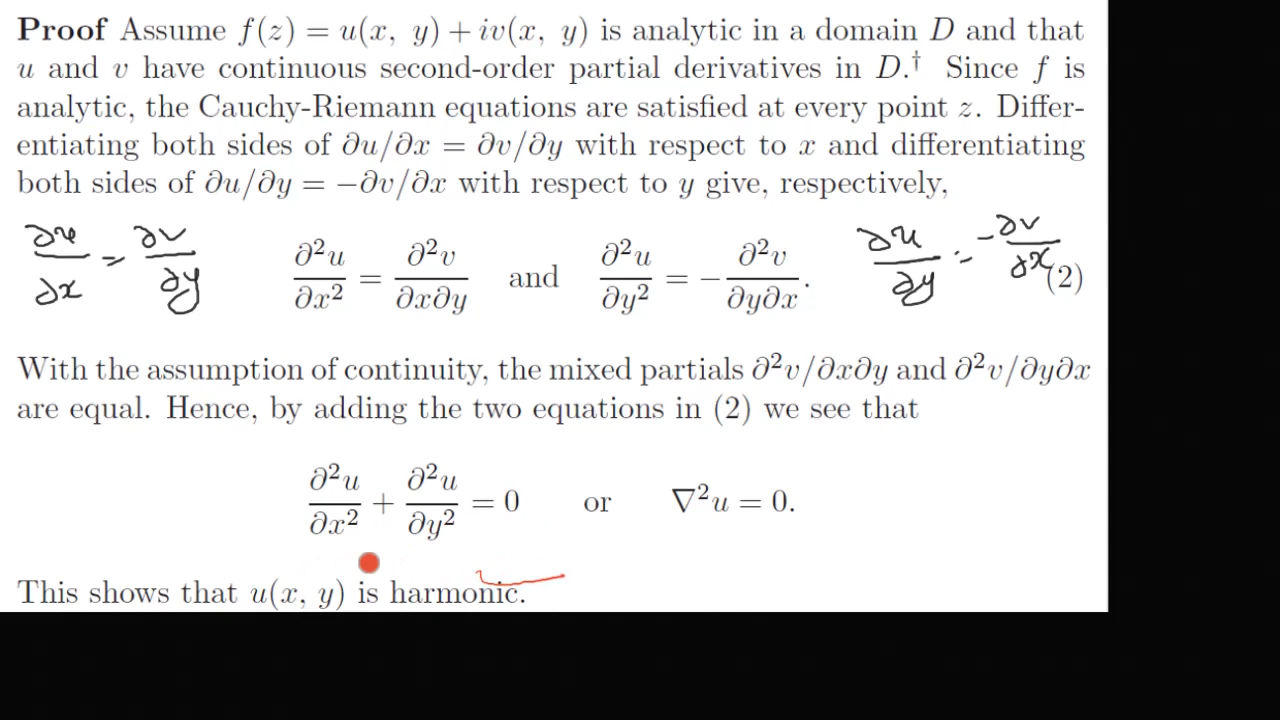 Proof Assume f(z) = u(x, y) + iv(x, y) is analytic in a domain D and that
u and v have continuous second-order partial derivatives in D.† Since f is
analytic, the Cauchy-Riemann equations are satisfied at every point z. Differ-
entiating both sides of ∂u/∂x = ∂v/∂y with respect to x and differentiating
both sides of ∂u/∂y = −∂v/∂x with respect to y give, respectively,
∂u/∂x = ∂v/∂y
∂²u/∂x² = ∂²v/∂x∂y and ∂²u/∂y² = −∂²v/∂y∂x.
∂u/∂y = −∂v/∂x
(2)
With the assumption of continuity, the mixed partials ∂²v/∂x∂y and ∂²v/∂y∂x
are equal. Hence, by adding the two equations in (2) we see that
∂²u/∂x² + ∂²u/∂y² = 0 or ∇²u = 0.
This shows that u(x, y) is harmonic.